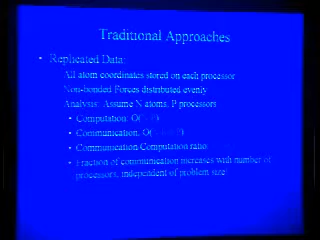 Traditional Approaches
• Replicated Data:
All atom coordinates stored on each processor
Non-bonded Forces distributed evenly
Analysis: Assume N atoms, P processors
• Computation: O(
• Communication: O(
• Communication/Computation ratio:
• Fraction of communication increases with number of
processors, independent of problem size!